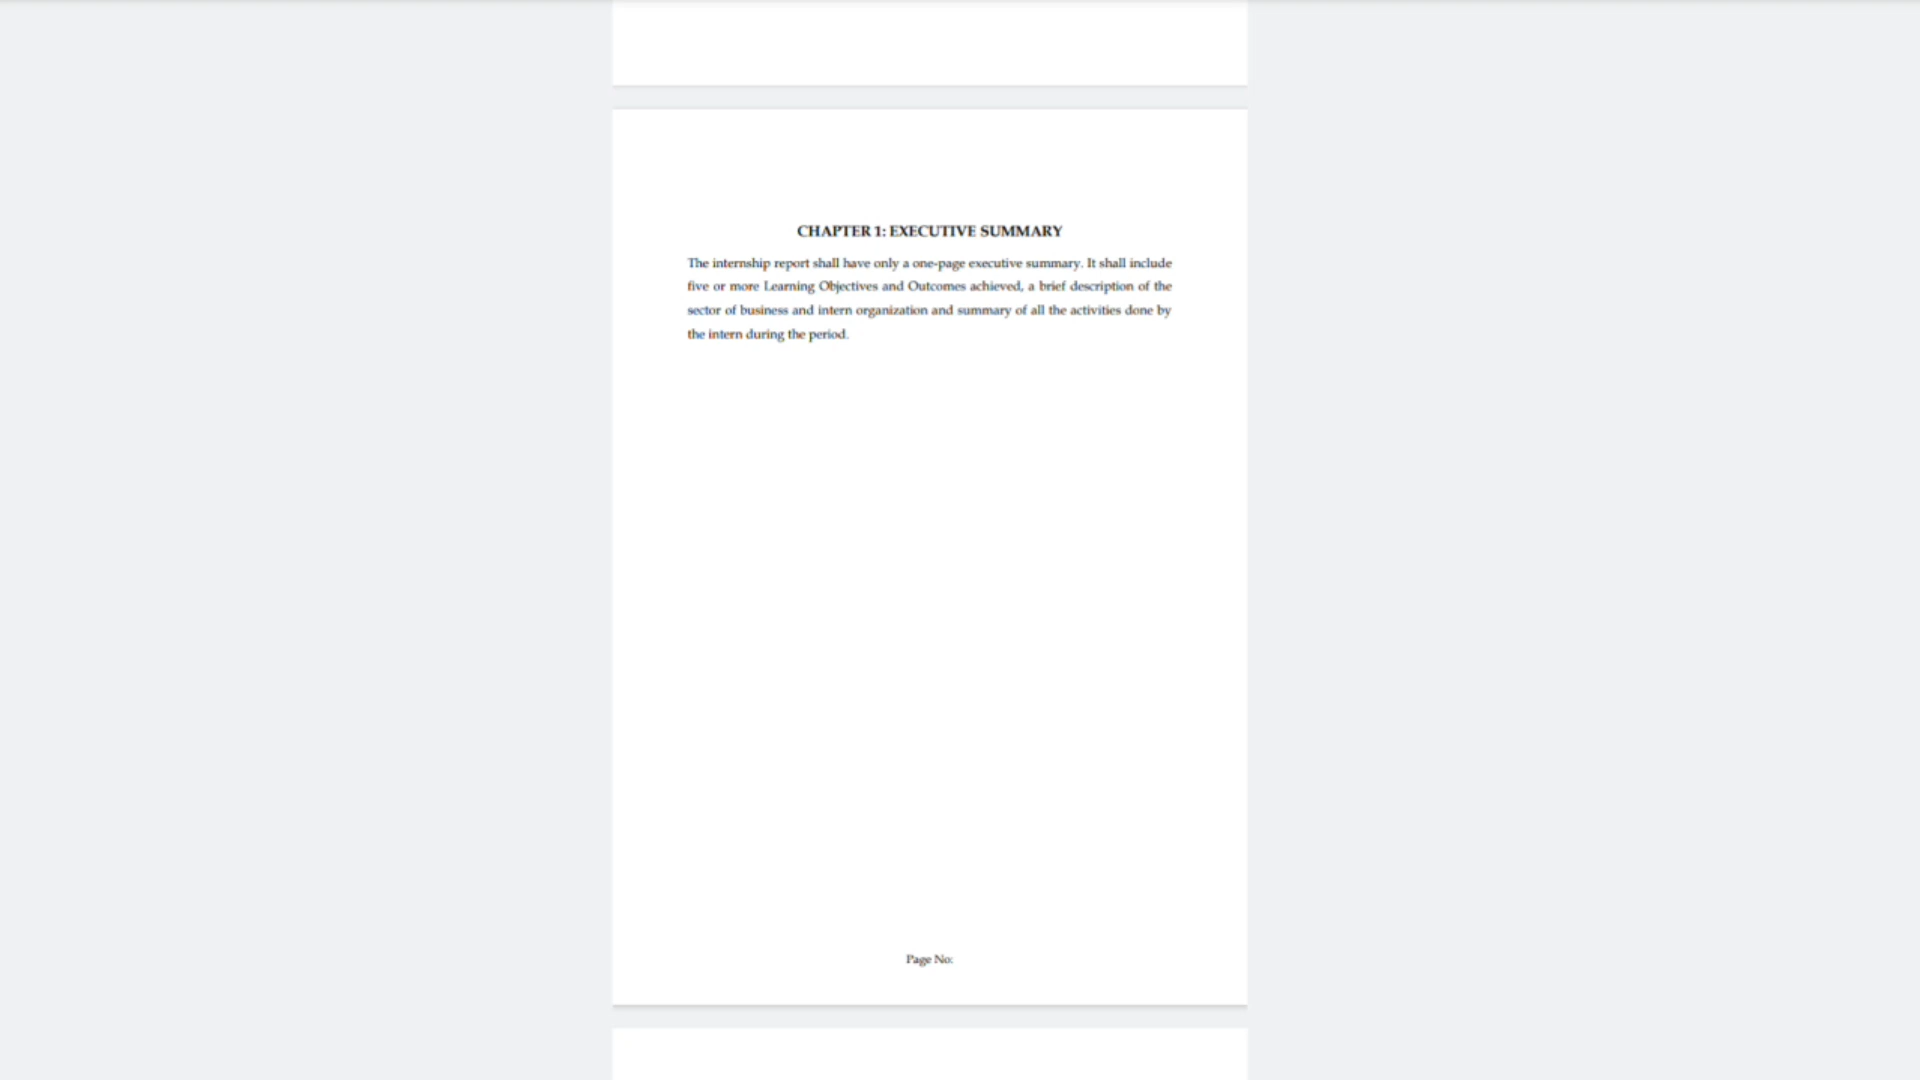 CHAPTER 1: EXECUTIVE SUMMARY
The internship report shall have only a one-page executive summary. It shall include
five or more Learning Objectives and Outcomes achieved, a brief description of the
sector of business and intern organization and summary of all the activities done by
the intern during the period.
Page No: